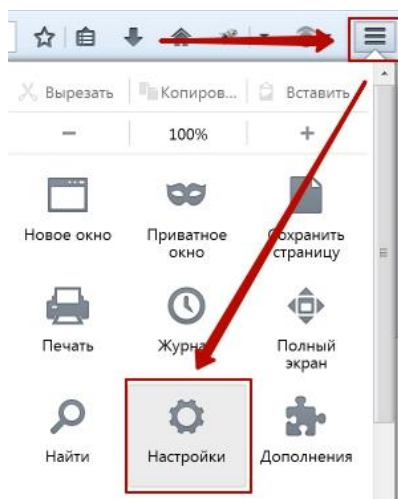 Вырезать Копиров... Вставить
100%
Новое окно Приватное окно Сохранить страницу
Печать Журнал Полный экран
Найти Настройки Дополнения